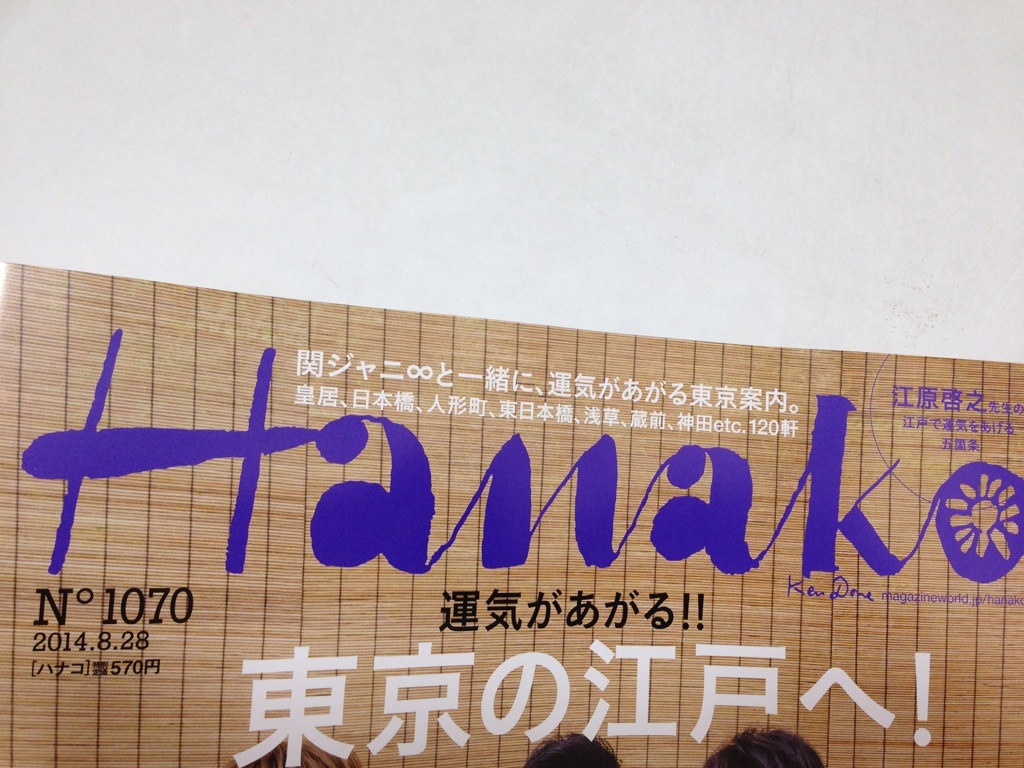 関ジャニ∞と一緒に、運気があがる東京案内。
皇居、日本橋、人形町、東日本橋、浅草、蔵前、神田etc.120軒
江原啓之先生の
江戸で運気をあげる
五箇条
Hanako
Ken Done magazineworld.jp/hanako
N° 1070
2014.8.28
[ハナコ] 570円
運気があがる!!
東京の江戸へ!